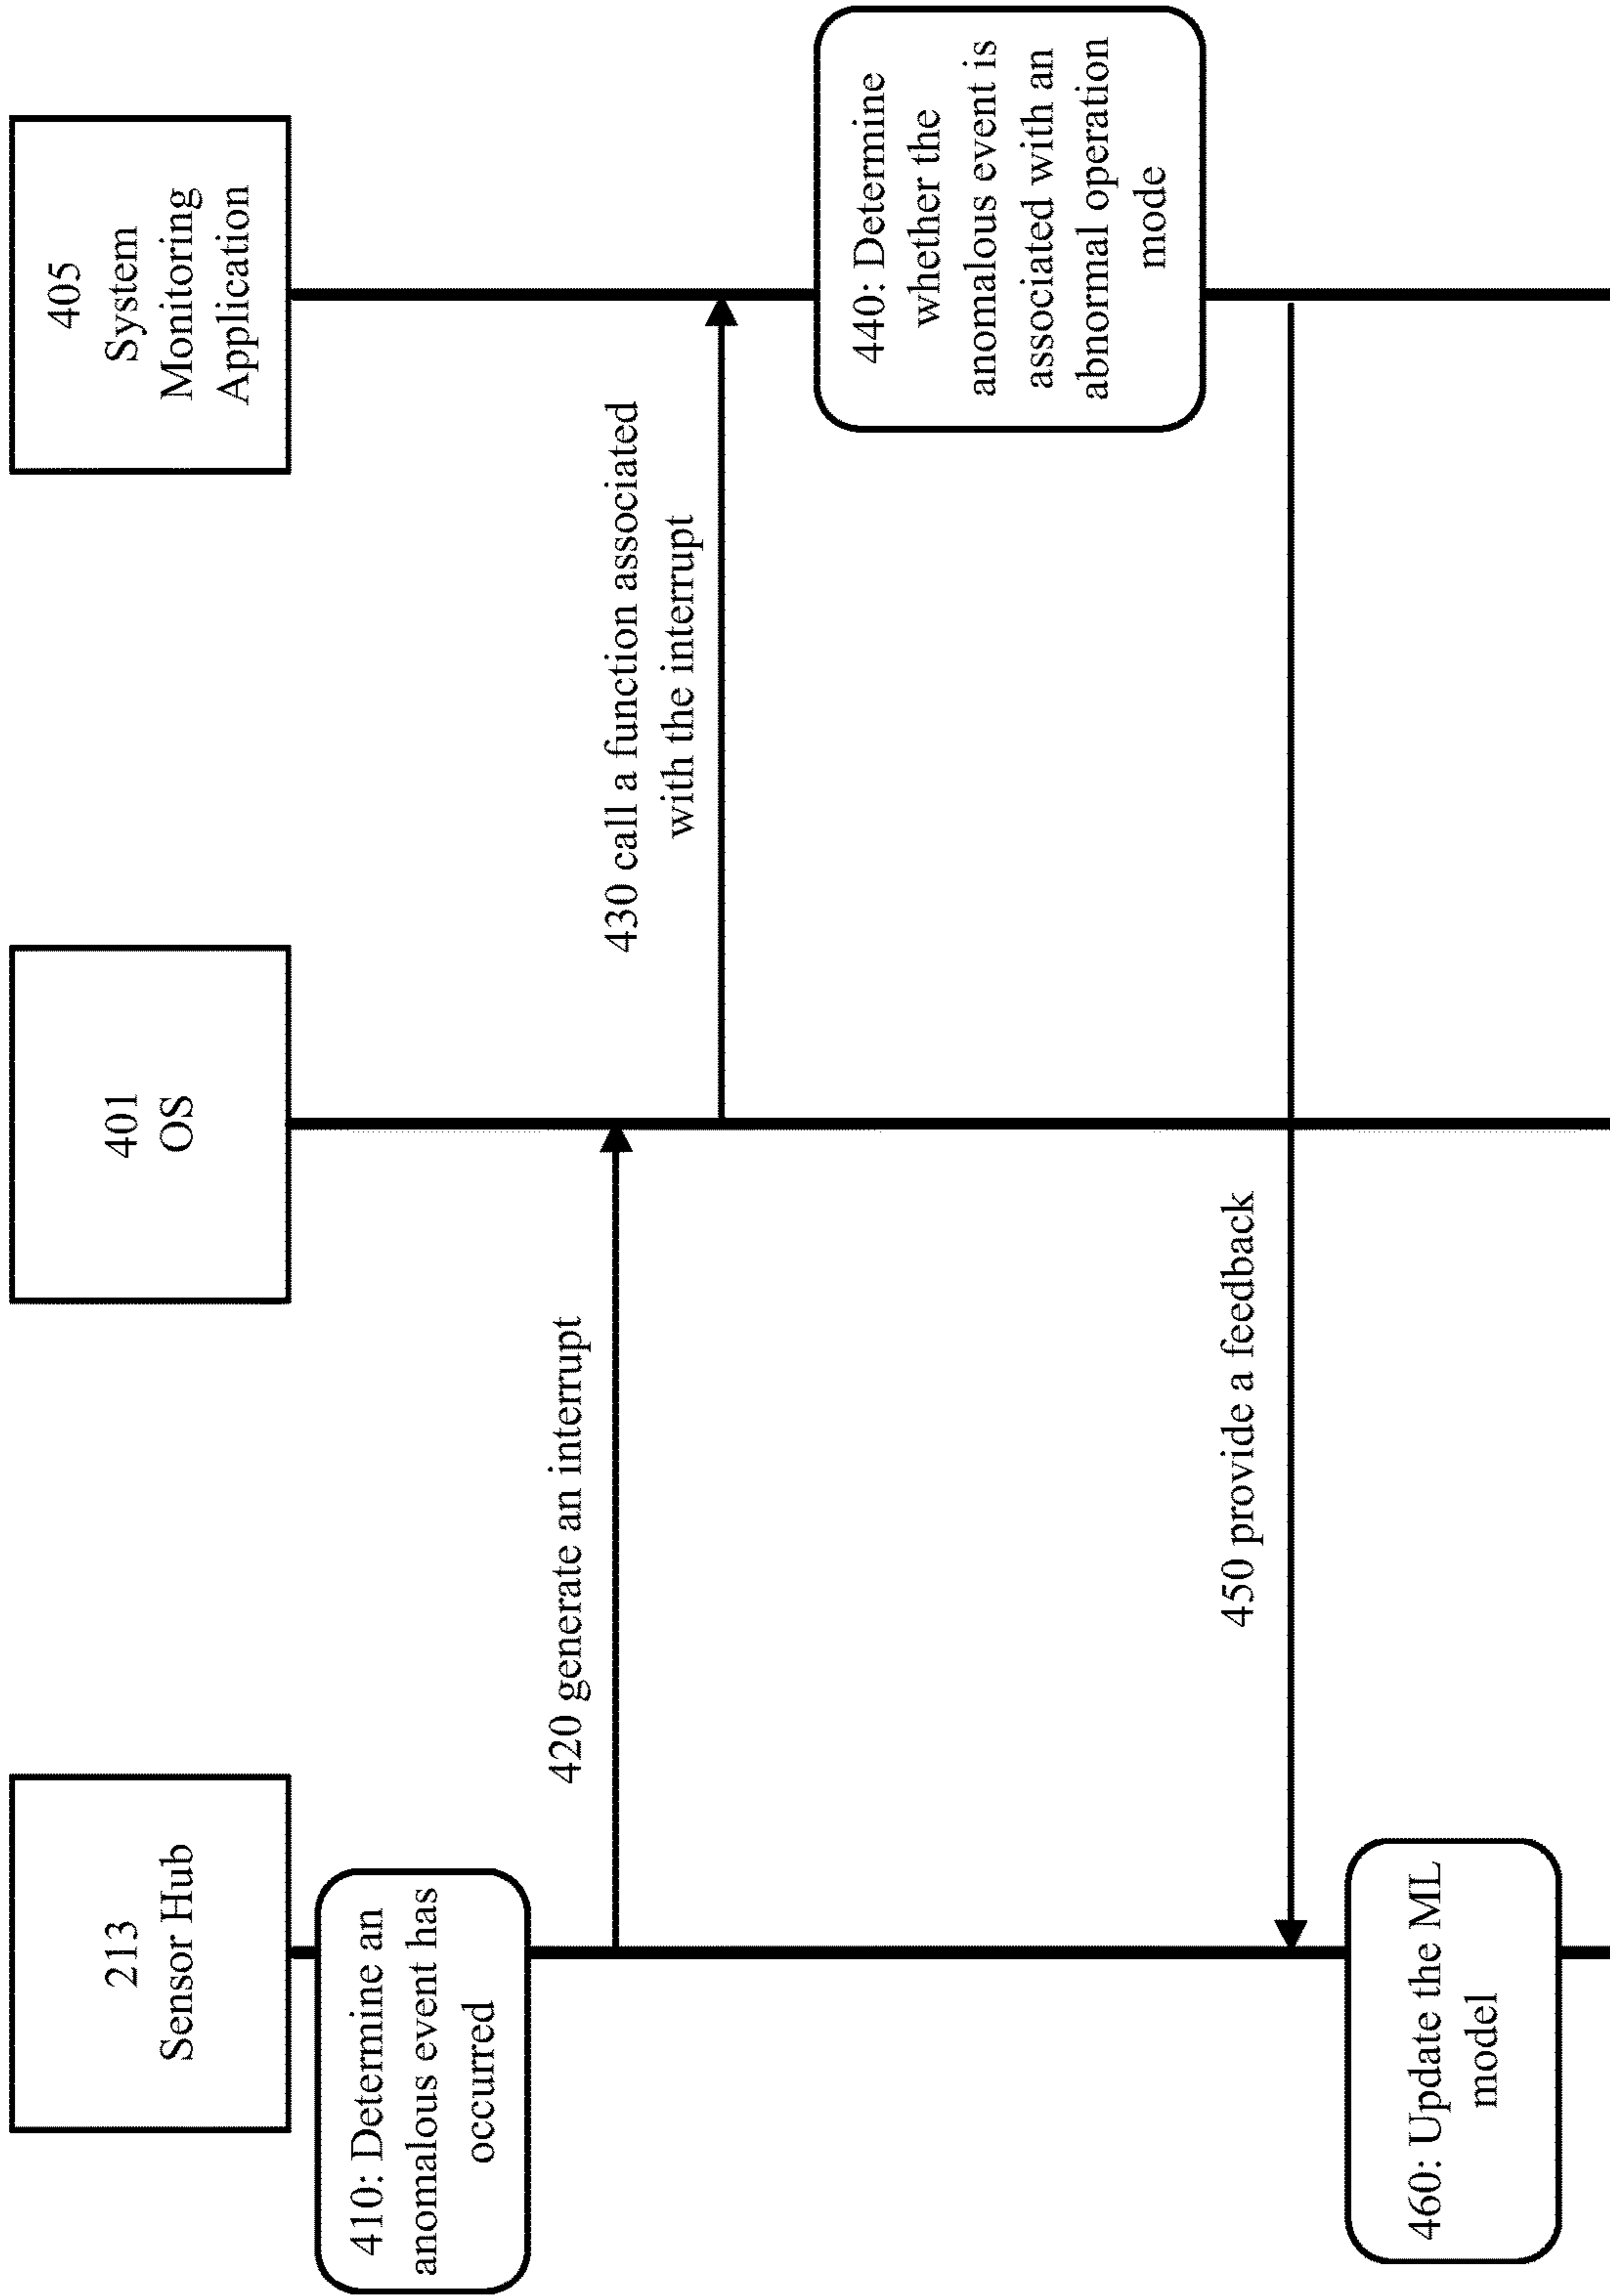 213
Sensor Hub
401
OS
405
System
Monitoring
Application
410: Determine an
anomalous event has
occurred
420 generate an interrupt
430 call a function associated
with the interrupt
440: Determine
whether the
anomalous event is
associated with an
abnormal operation
mode
450 provide a feedback
460: Update the ML
model